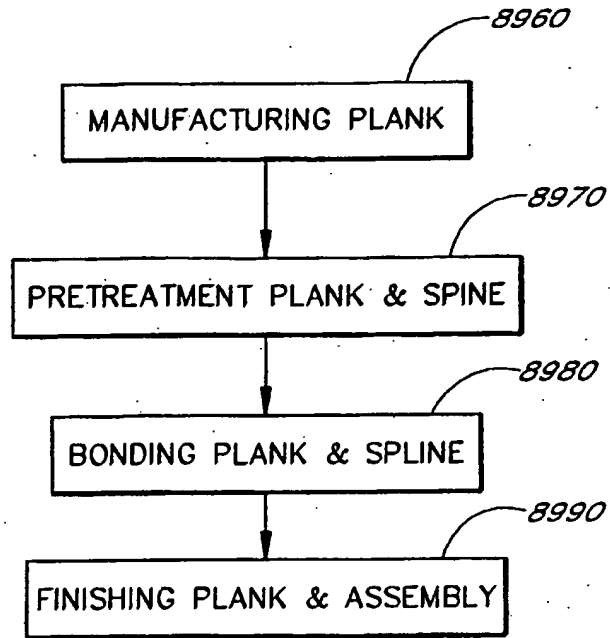 8960
MANUFACTURING PLANK
8970
PRETREATMENT PLANK & SPINE
8980
BONDING PLANK & SPLINE
8990
FINISHING PLANK & ASSEMBLY